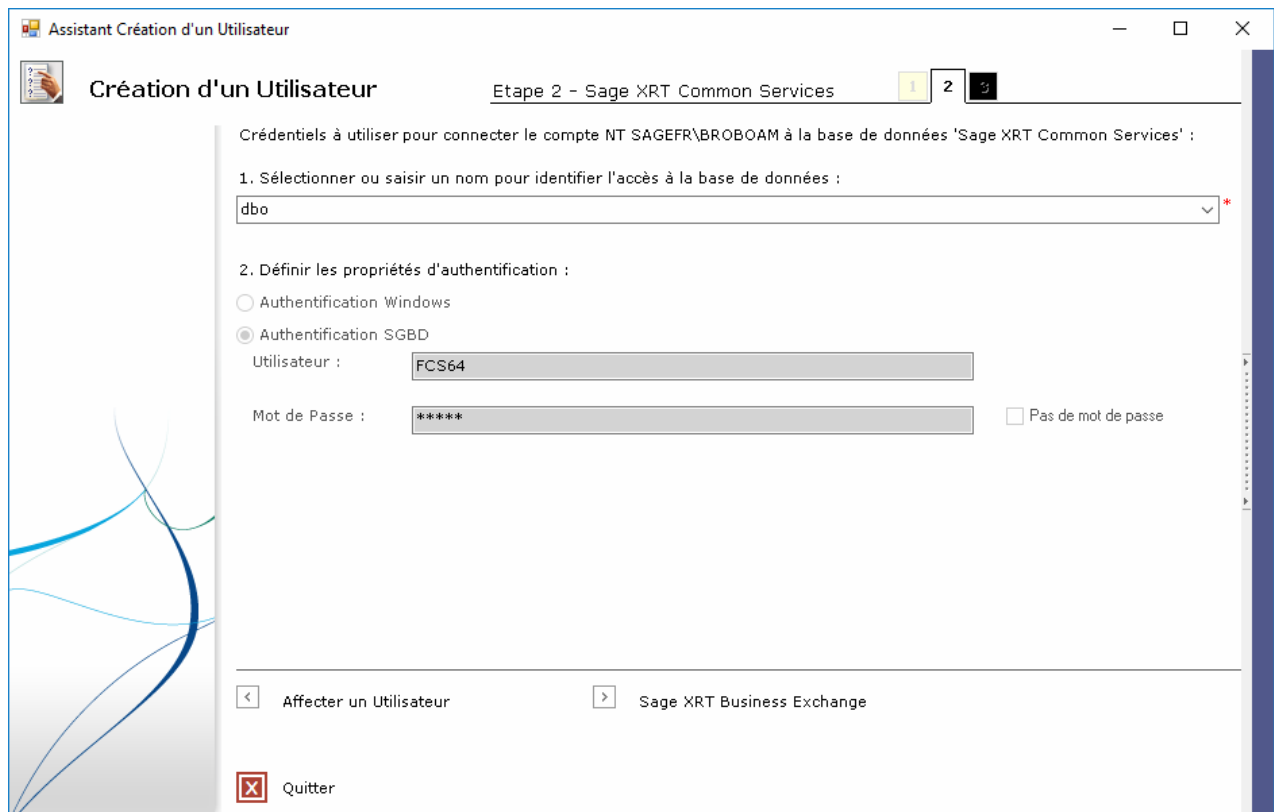 Assistant Création d'un Utilisateur
Création d'un Utilisateur
Etape 2 - Sage XRT Common Services
1 2 3
Crédentiels à utiliser pour connecter le compte NT SAGEFR\BROBOAM à la base de données 'Sage XRT Common Services' :
1. Sélectionner ou saisir un nom pour identifier l'accès à la base de données :
dbo *
2. Définir les propriétés d'authentification :
Authentification Windows
Authentification SGBD
Utilisateur : FCS64
Mot de Passe : ***** Pas de mot de passe
< Affecter un Utilisateur > Sage XRT Business Exchange
X Quitter